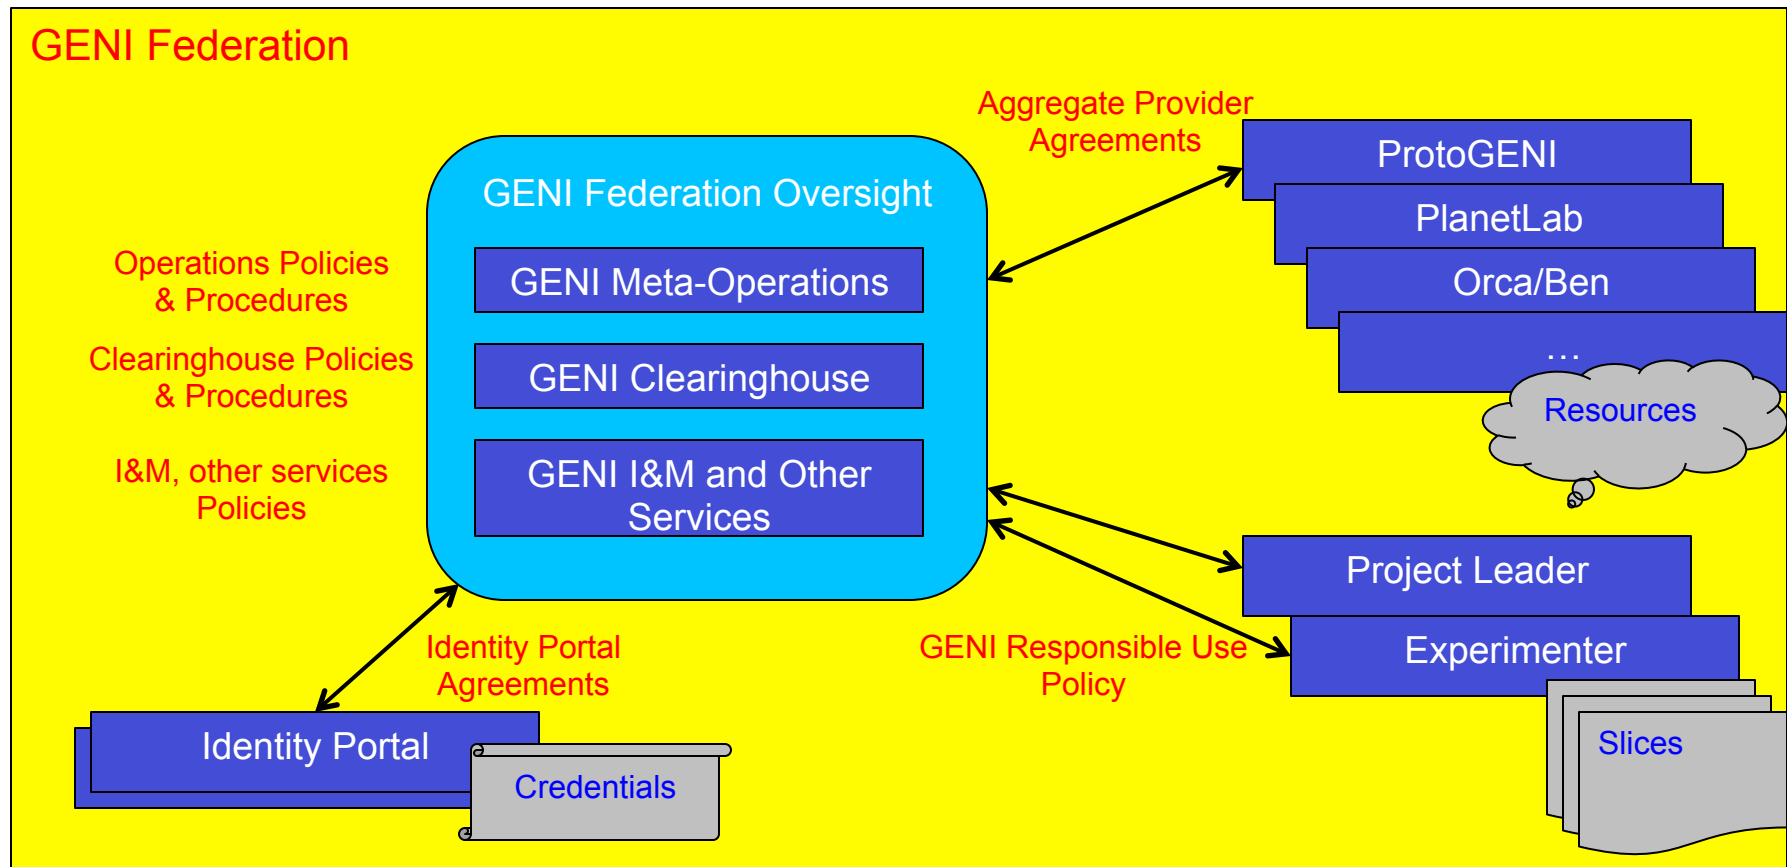 GENI Federation
Aggregate Provider
Agreements
ProtoGENI
PlanetLab
Orca/Ben
…
Resources
GENI Federation Oversight
GENI Meta-Operations
GENI Clearinghouse
GENI I&M and Other
Services
Operations Policies
& Procedures
Clearinghouse Policies
& Procedures
I&M, other services
Policies
Project Leader
Experimenter
Slices
GENI Responsible Use
Policy
Identity Portal
Agreements
Identity Portal
Credentials